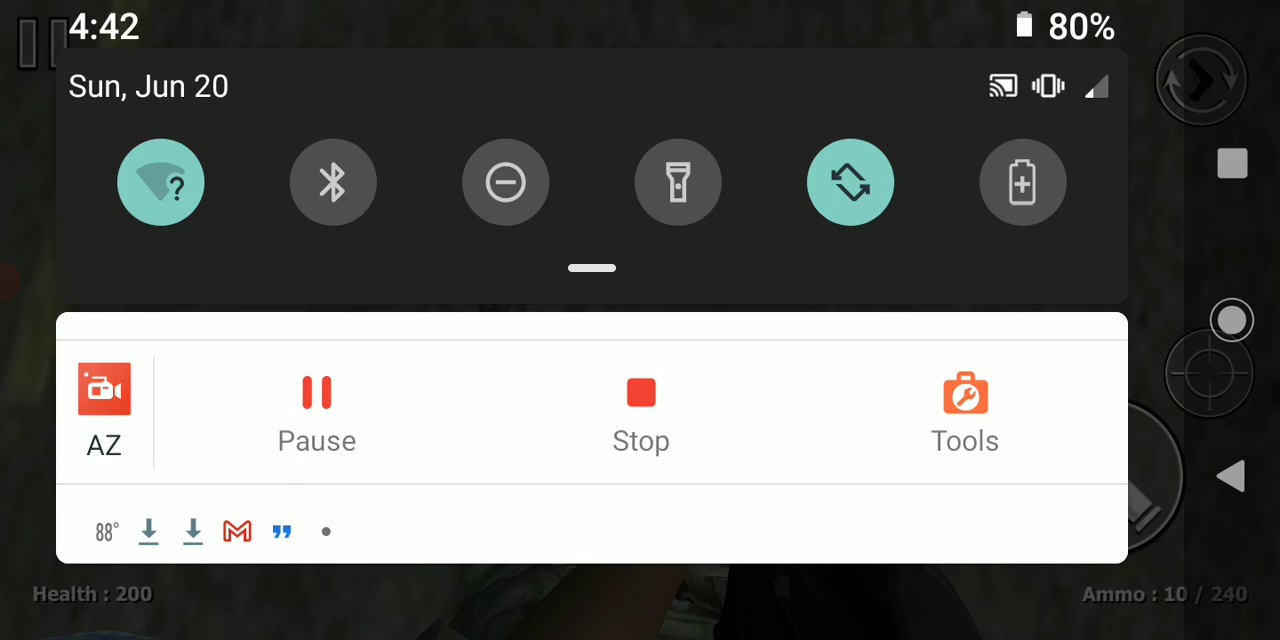 4:42
80%
Sun, Jun 20
AZ
Pause
Stop
Tools
88°
Health : 200
Ammo : 10 / 240